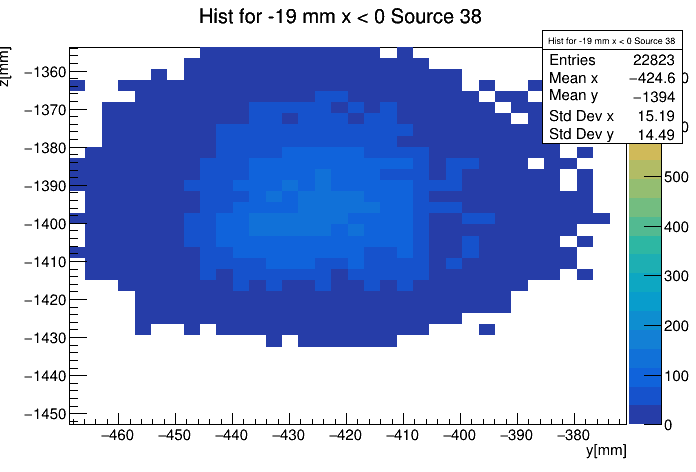 Hist for -19 mm x < 0 Source 38
z[mm]
Hist for -19 mm x < 0 Source 38
Entries 22823
Mean x −424.6
Mean y −1394
Std Dev x 15.19
Std Dev y 14.49
−1360
−1370
−1380
−1390
−1400
−1410
−1420
−1430
−1440
−1450
500
400
300
200
100
0
−460 −450 −440 −430 −420 −410 −400 −390 −380
y[mm]